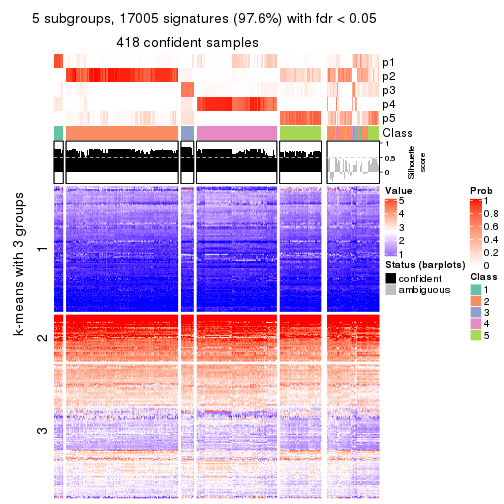 5 subgroups, 17005 signatures (97.6%) with fdr < 0.05
418 confident samples
p1
p2
p3
p4
p5
Class
1
0.5
0
Silhouette
score
k-means with 3 groups
1
2
3
Value
5
4
3
2
1
Status (barplots)
confident
ambiguous
Prob
1
0.8
0.6
0.4
0.2
0
Class
1
2
3
4
5